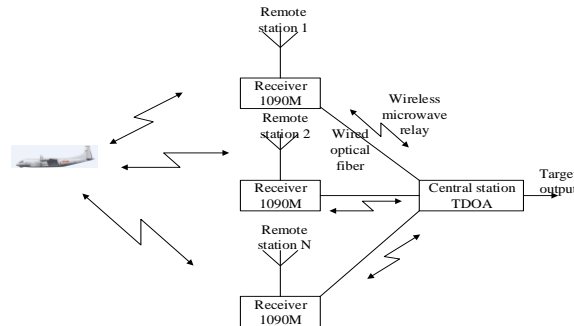 Remote
station 1
Receiver
1090M
Wireless
microwave
relay
Remote
station 2
Wired
optical
fiber
Receiver
1090M
Central station
TDOA
Target
output
Remote
station N
Receiver
1090M